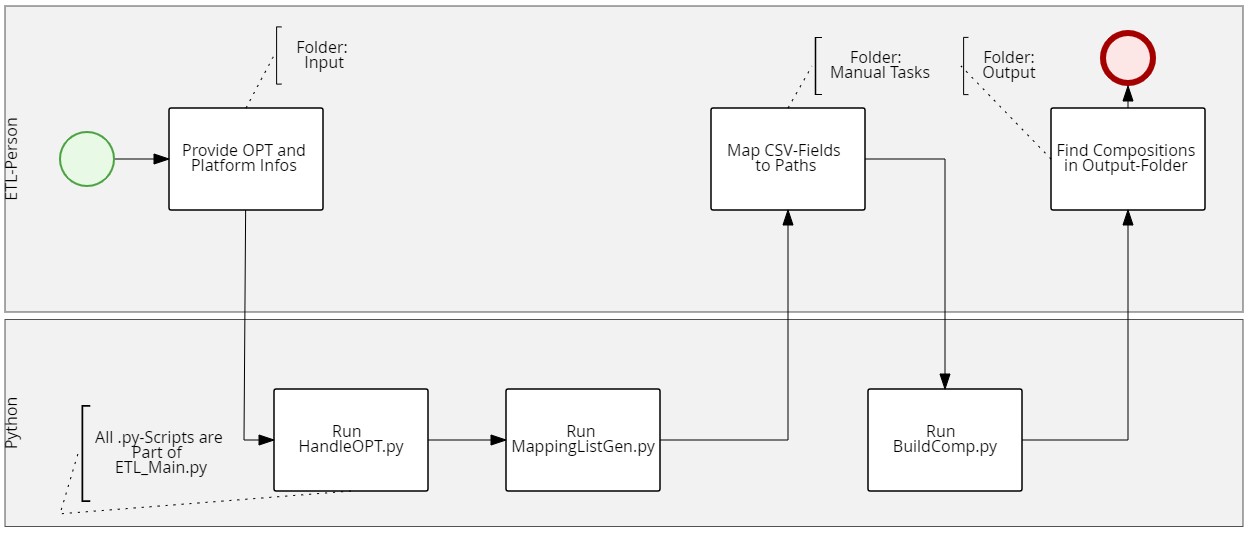 ETL-Person
Folder:
Input
Provide OPT and
Platform Infos
Folder:
Manual Tasks
Map CSV-Fields
to Paths
Folder:
Output
Find Compositions
in Output-Folder
Python
All .py-Scripts are
Part of
ETL_Main.py
Run
HandleOPT.py
Run
MappingListGen.py
Run
BuildComp.py